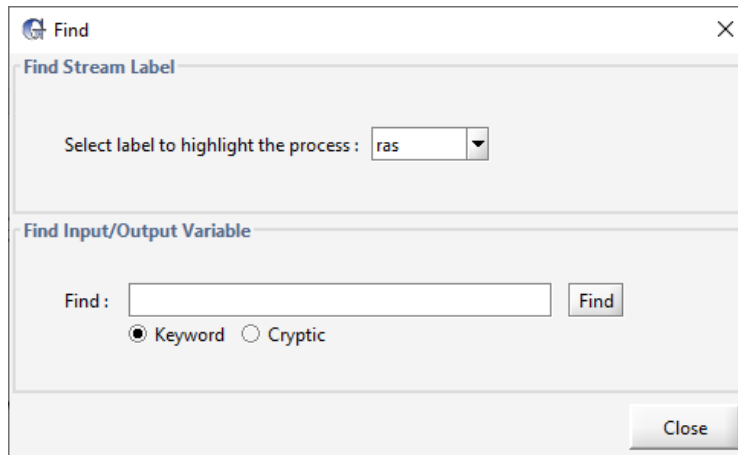 Find
Find Stream Label
Select label to highlight the process : ras
Find Input/Output Variable
Find : Find
Keyword Cryptic
Close